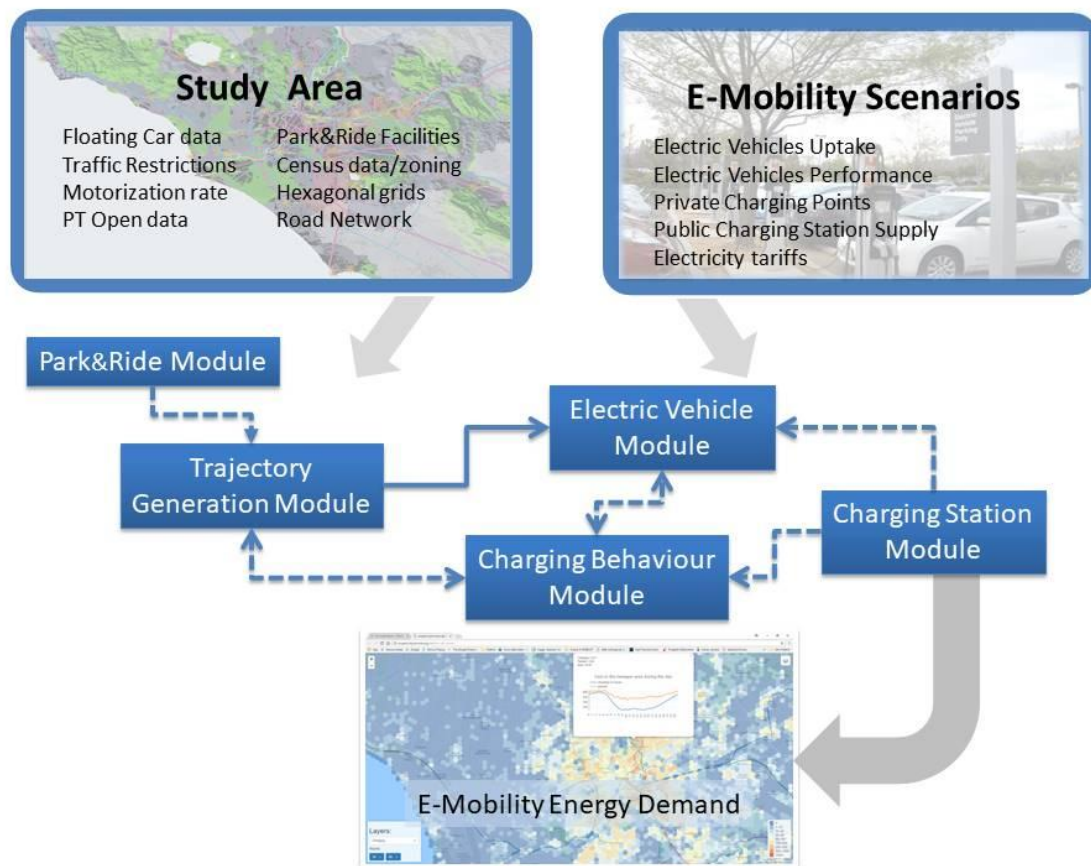 Study Area
Floating Car data
Traffic Restrictions
Motorization rate
PT Open data
Park&Ride Facilities
Census data/zoning
Hexagonal grids
Road Network
E-Mobility Scenarios
Electric Vehicles Uptake
Electric Vehicles Performance
Private Charging Points
Public Charging Station Supply
Electricity tariffs
Park&Ride Module
Trajectory
Generation Module
Electric Vehicle
Module
Charging Behaviour
Module
Charging Station
Module
E-Mobility Energy Demand
Layers: